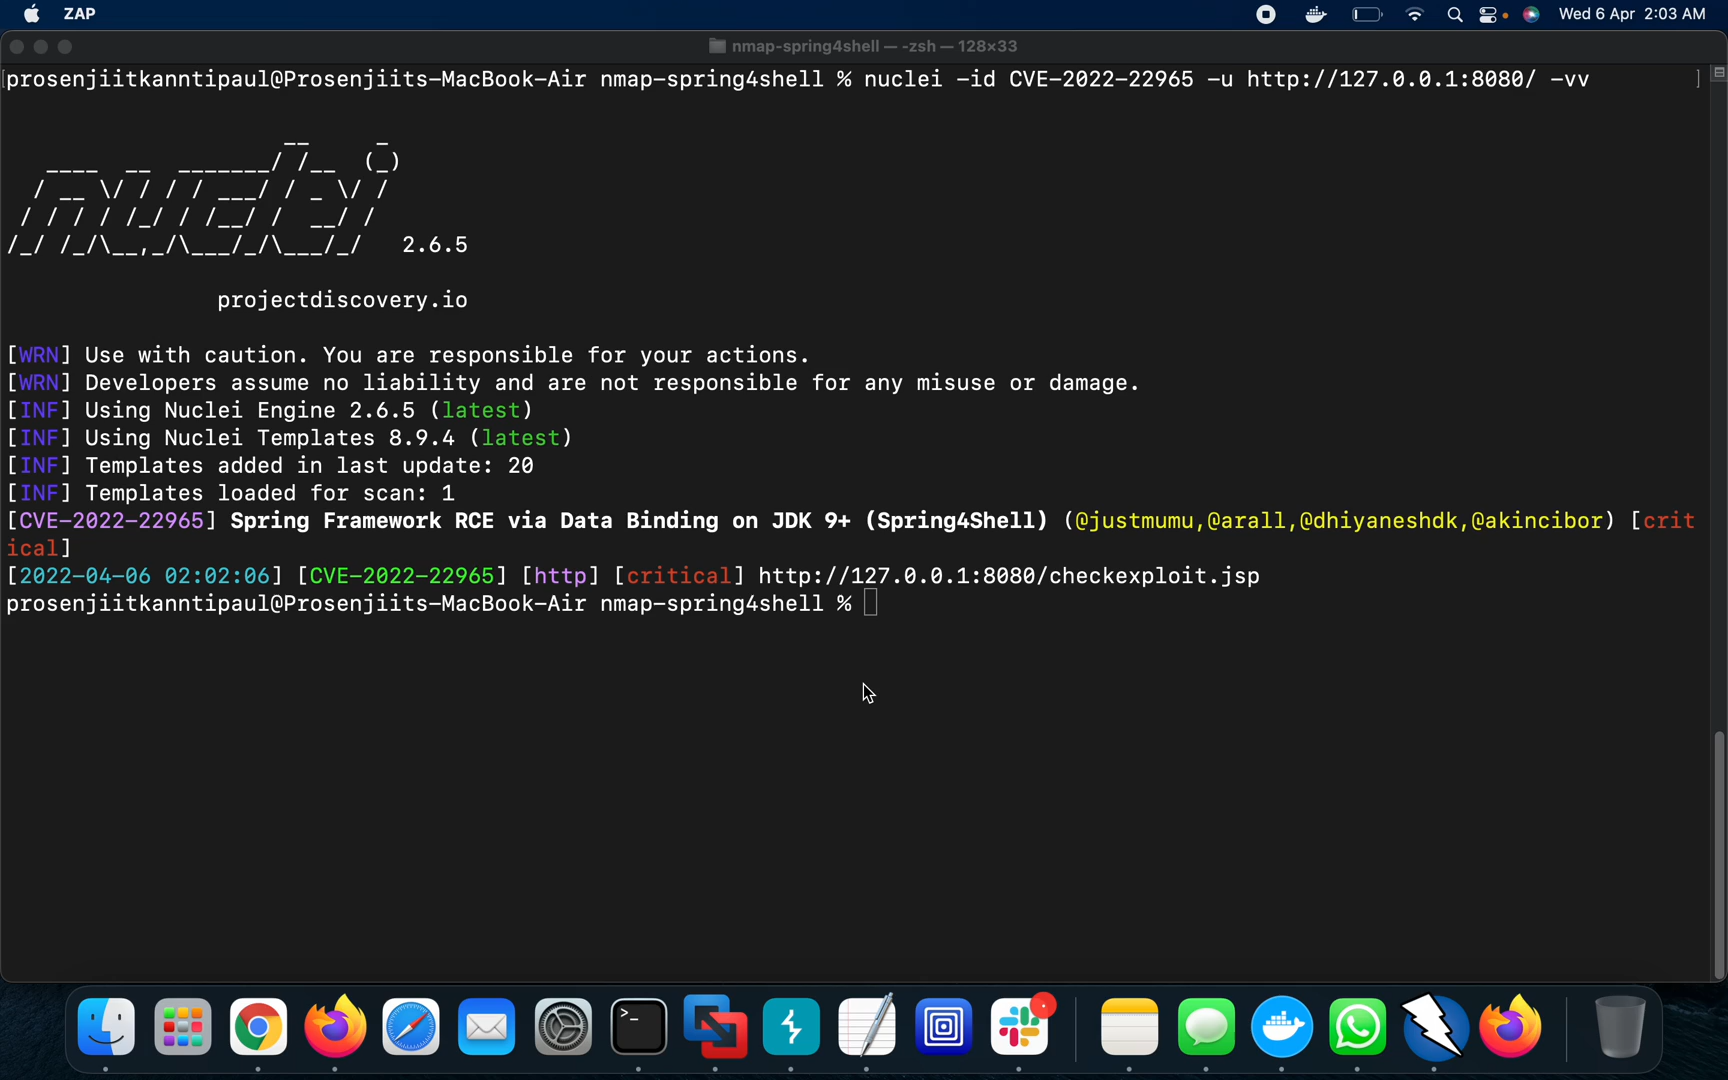 ZAP
Wed 6 Apr 2:03 AM
nmap-spring4shell — -zsh — 128×33
[prosenjiitkanntipaul@Prosenjiits-MacBook-Air nmap-spring4shell % nuclei -id CVE-2022-22965 -u http://127.0.0.1:8080/ -vv ]
2.6.5
projectdiscovery.io
[WRN] Use with caution. You are responsible for your actions.
[WRN] Developers assume no liability and are not responsible for any misuse or damage.
[INF] Using Nuclei Engine 2.6.5 (latest)
[INF] Using Nuclei Templates 8.9.4 (latest)
[INF] Templates added in last update: 20
[INF] Templates loaded for scan: 1
[CVE-2022-22965] Spring Framework RCE via Data Binding on JDK 9+ (Spring4Shell) (@justmumu,@arall,@dhiyaneshdk,@akincibor) [crit
ical]
[2022-04-06 02:02:06] [CVE-2022-22965] [http] [critical] http://127.0.0.1:8080/checkexploit.jsp
prosenjiitkanntipaul@Prosenjiits-MacBook-Air nmap-spring4shell %